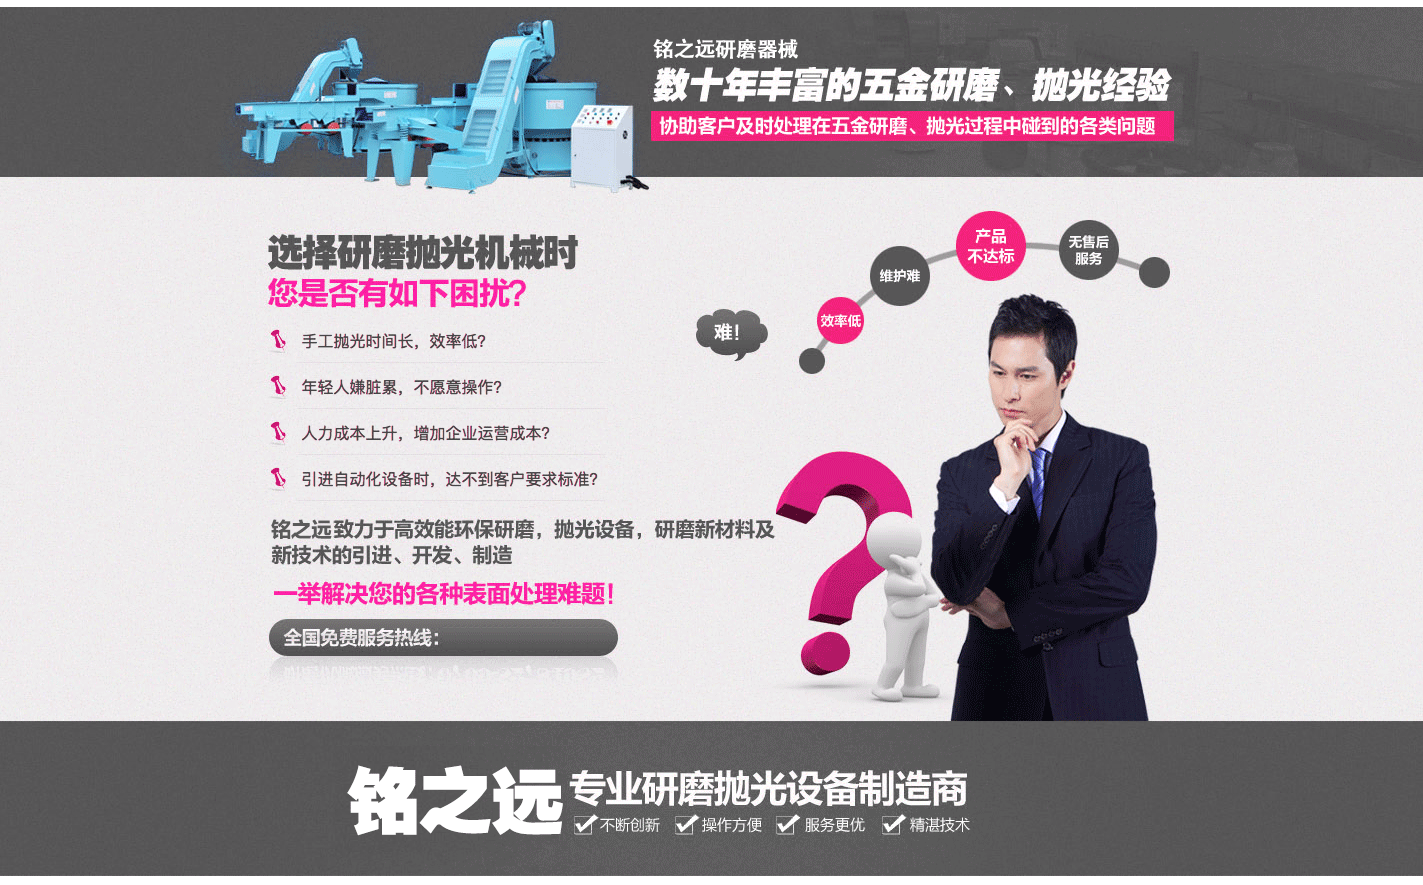 铭之远研磨器械
数十年丰富的五金研磨、抛光经验
协助客户及时处理在五金研磨、抛光过程中碰到的各类问题
选择研磨抛光机械时
您是否有如下困扰？
手工抛光时间长，效率低？
年轻人嫌脏累，不愿意操作？
人力成本上升，增加企业运营成本？
引进自动化设备时，达不到客户要求标准？
铭之远致力于高效能环保研磨，抛光设备，研磨新材料及
新技术的引进、开发、制造
一举解决您的各种表面处理难题！
全国免费服务热线：
难！
效率低
维护难
产品
不达标
无售后
服务
铭之远
专业研磨抛光设备制造商
不断创新 操作方便 服务更优 精湛技术